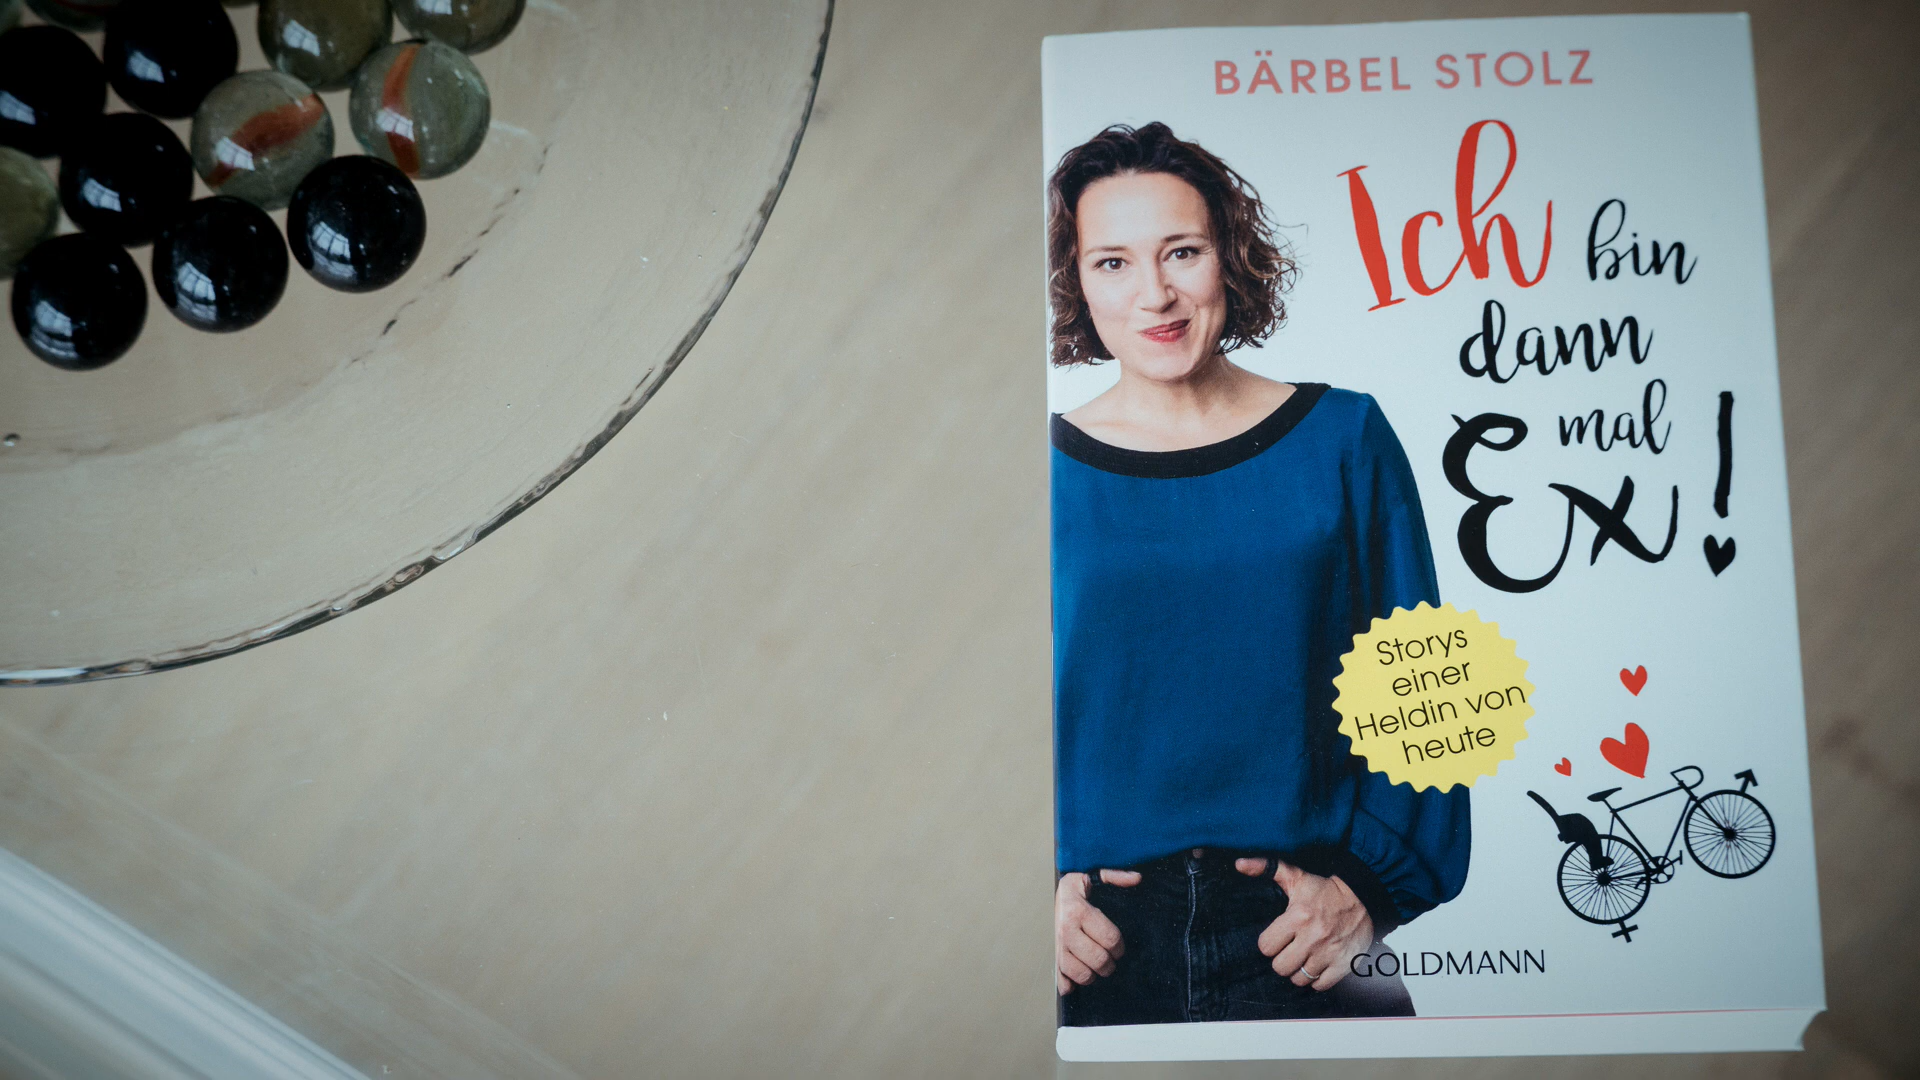 BÄRBEL STOLZ
Ich bin
dann
mal
Ex!
Storys
einer
Heldin von
heute
GOLDMANN